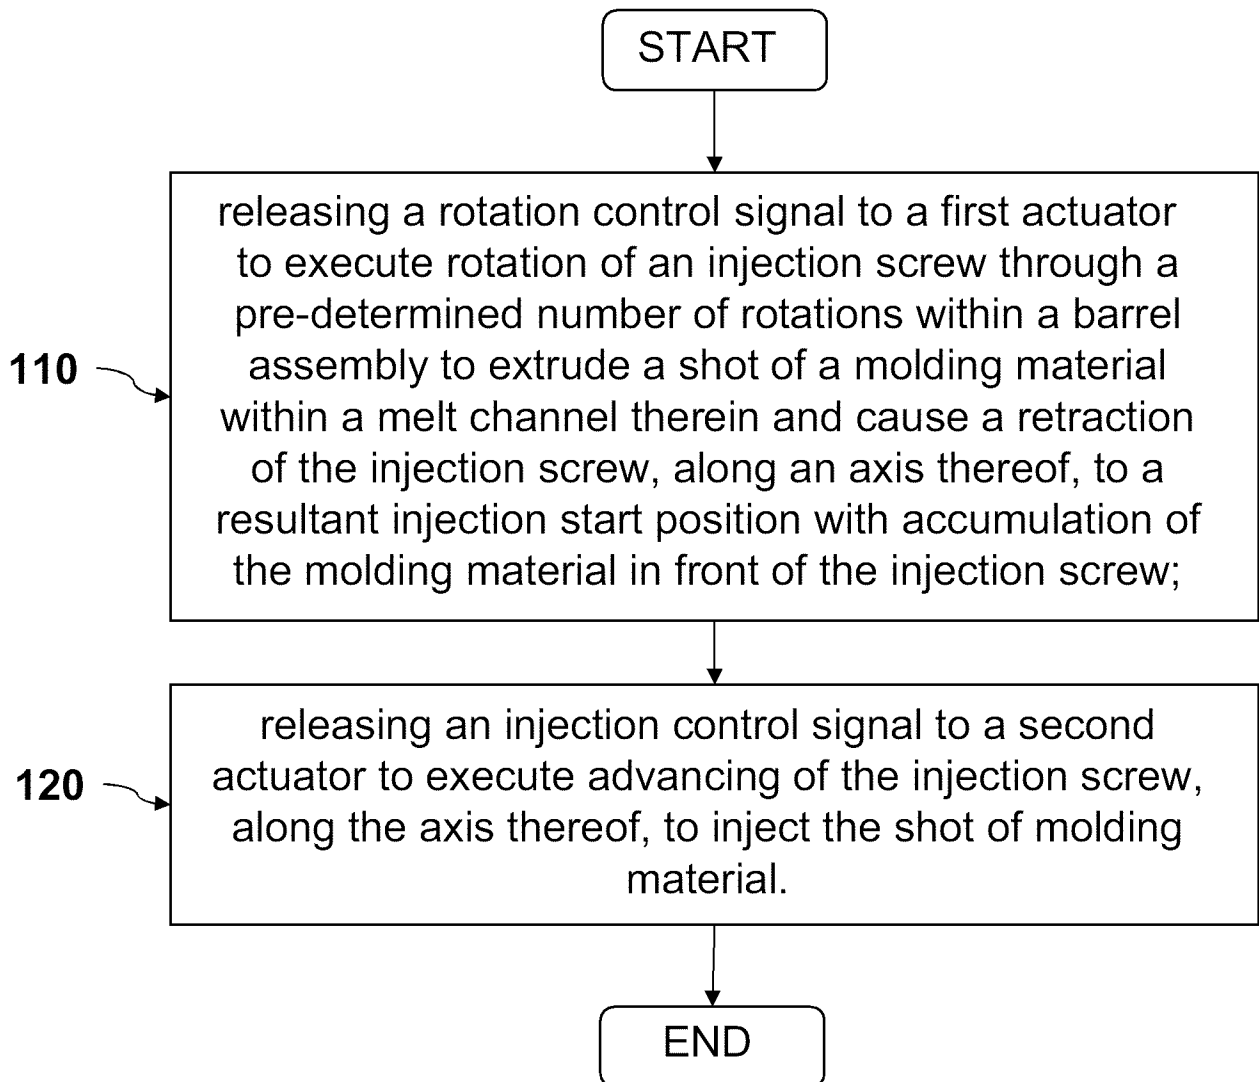 START
releasing a rotation control signal to a first actuator
to execute rotation of an injection screw through a
pre-determined number of rotations within a barrel
110
assembly to extrude a shot of a molding material
within a melt channel therein and cause a retraction
of the injection screw, along an axis thereof, to a
resultant injection start position with accumulation of
the molding material in front of the injection screw;
releasing an injection control signal to a second
120
actuator to execute advancing of the injection screw,
along the axis thereof, to inject the shot of molding
material.
END